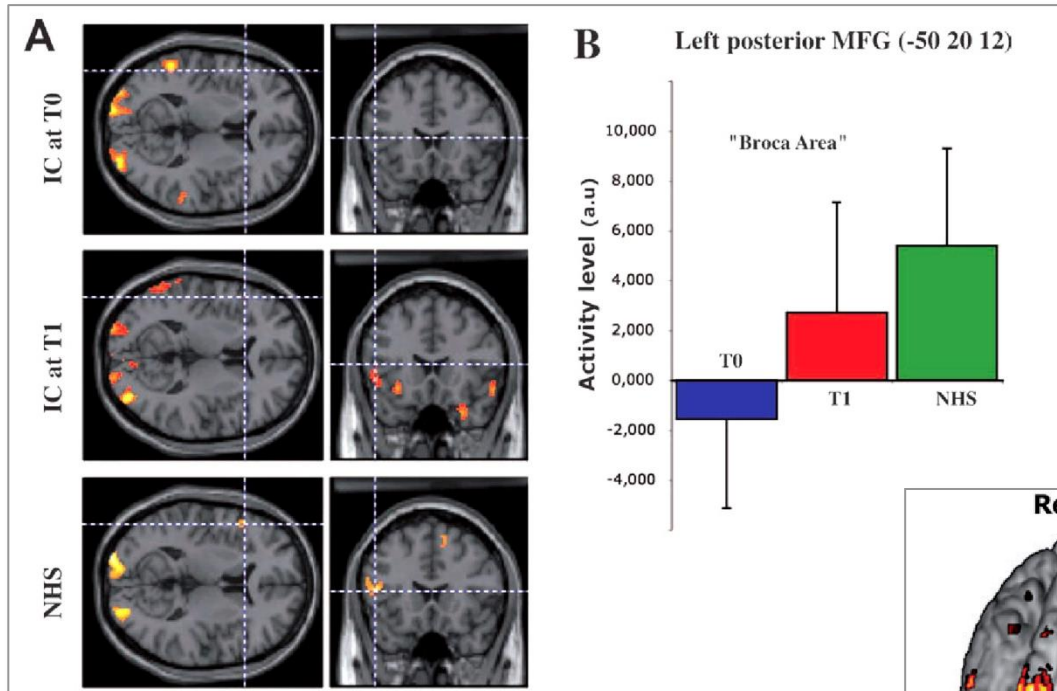 A
IC at T0
IC at T1
NHS
B
Left posterior MFG (-50 20 12)
"Broca Area"
Activity level (a.u)
10,000
8,000
6,000
4,000
2,000
0,000
-2,000
-4,000
T0
T1
NHS